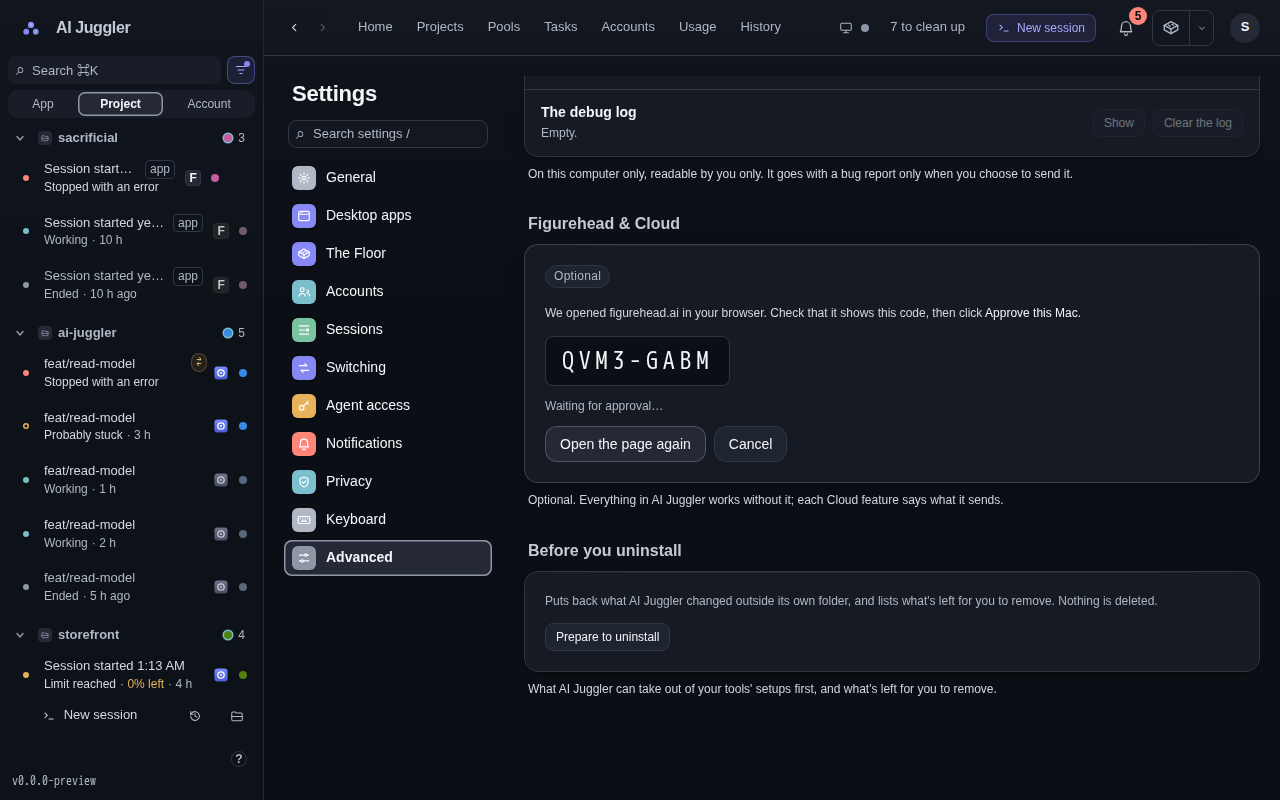 AI Juggler
Search ⌘K
App
Project
Account
sacrificial
3
Session start…
app
F
Stopped with an error
Session started ye…
app
F
Working · 10 h
Session started ye…
app
F
Ended · 10 h ago
ai-juggler
5
feat/read-model
Stopped with an error
feat/read-model
Probably stuck · 3 h
feat/read-model
Working · 1 h
feat/read-model
Working · 2 h
feat/read-model
Ended · 5 h ago
storefront
4
Session started 1:13 AM
Limit reached · 0% left · 4 h
New session
?
v0.0.0-preview
Home
Projects
Pools
Tasks
Accounts
Usage
History
7 to clean up
New session
5
S
Settings
Search settings /
General
Desktop apps
The Floor
Accounts
Sessions
Switching
Agent access
Notifications
Privacy
Keyboard
Advanced
The debug log
Empty.
Show
Clear the log
On this computer only, readable by you only. It goes with a bug report only when you choose to send it.
Figurehead & Cloud
Optional
We opened figurehead.ai in your browser. Check that it shows this code, then click Approve this Mac.
QVM3-GABM
Waiting for approval…
Open the page again
Cancel
Optional. Everything in AI Juggler works without it; each Cloud feature says what it sends.
Before you uninstall
Puts back what AI Juggler changed outside its own folder, and lists what's left for you to remove. Nothing is deleted.
Prepare to uninstall
What AI Juggler can take out of your tools' setups first, and what's left for you to remove.